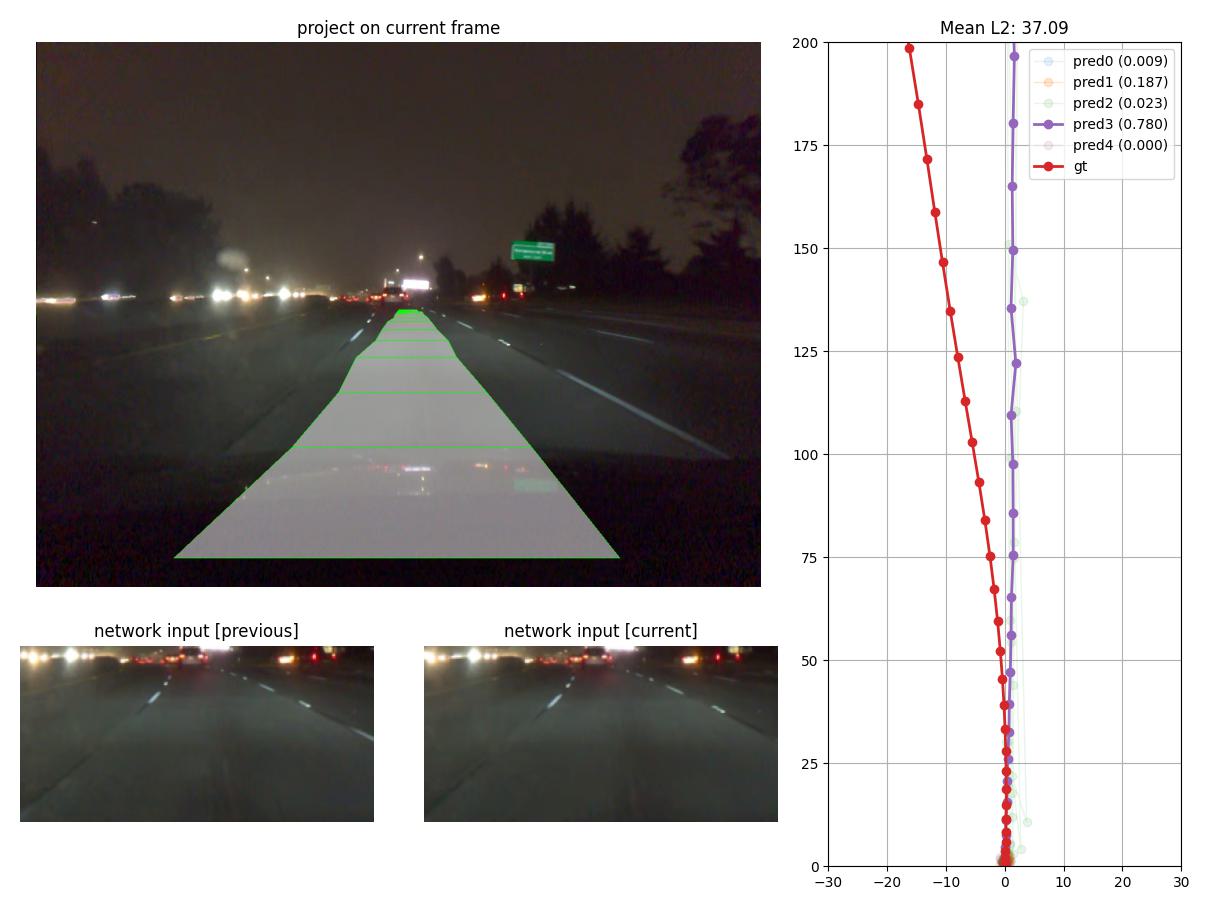 project on current frame
Mean L2: 37.09
200
175
150
125
100
75
50
25
0
−30
−20
−10
0
10
20
30
pred0 (0.009)
pred1 (0.187)
pred2 (0.023)
pred3 (0.780)
pred4 (0.000)
gt
network input [previous]
network input [current]